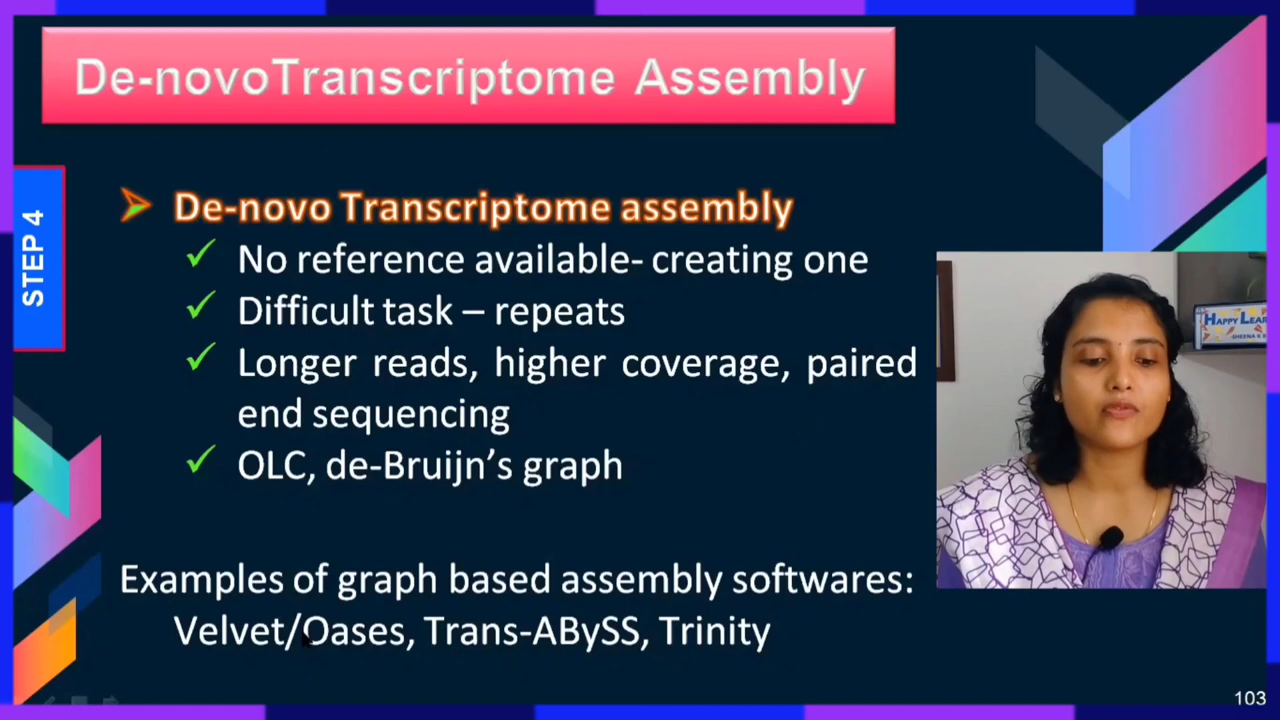 De-novoTranscriptome Assembly
STEP 4
De-novo Transcriptome assembly
No reference available- creating one
Difficult task – repeats
Longer reads, higher coverage, paired
end sequencing
OLC, de-Bruijn’s graph
Examples of graph based assembly softwares:
Velvet/Oases, Trans-ABySS, Trinity
HAPPY
103